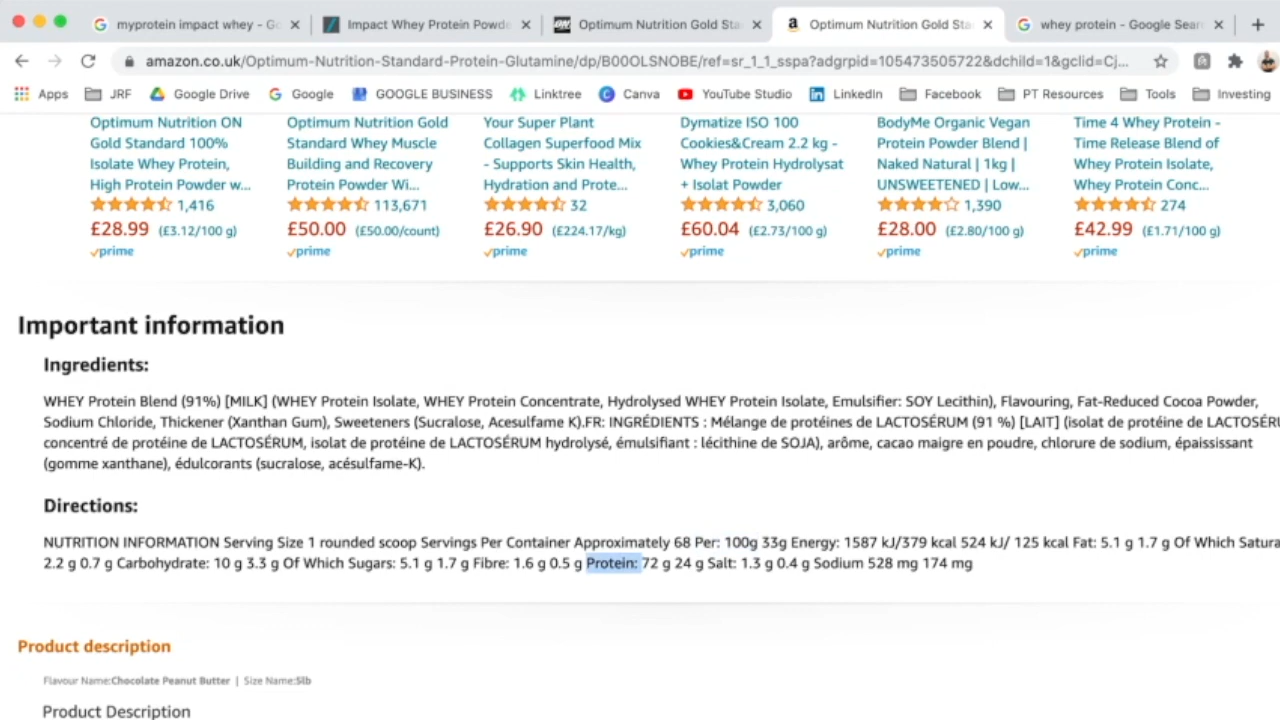 myprotein impact whey - Go
Impact Whey Protein Powde
Optimum Nutrition Gold Sta
Optimum Nutrition Gold Sta
whey protein - Google Sear
amazon.co.uk/Optimum-Nutrition-Standard-Protein-Glutamine/dp/B00OLSNOBE/ref=sr_1_1_sspa?adgrpid=105473505722&dchild=1&gclid=Cj...
Apps JRF Google Drive Google GOOGLE BUSINESS Linktree Canva YouTube Studio LinkedIn Facebook PT Resources Tools Investing
Optimum Nutrition ON
Gold Standard 100%
Isolate Whey Protein,
High Protein Powder w...
1,416
£28.99 (£3.12/100 g)
prime
Optimum Nutrition Gold
Standard Whey Muscle
Building and Recovery
Protein Powder Wi...
113,671
£50.00 (£50.00/count)
prime
Your Super Plant
Collagen Superfood Mix
- Supports Skin Health,
Hydration and Prote...
32
£26.90 (£224.17/kg)
prime
Dymatize ISO 100
Cookies&Cream 2.2 kg -
Whey Protein Hydrolysat
+ Isolat Powder
3,060
£60.04 (£2.73/100 g)
prime
BodyMe Organic Vegan
Protein Powder Blend |
Naked Natural | 1kg |
UNSWEETENED | Low...
1,390
£28.00 (£2.80/100 g)
prime
Time 4 Whey Protein -
Time Release Blend of
Whey Protein Isolate,
Whey Protein Conc...
274
£42.99 (£1.71/100 g)
prime
Important information
Ingredients:
WHEY Protein Blend (91%) [MILK] (WHEY Protein Isolate, WHEY Protein Concentrate, Hydrolysed WHEY Protein Isolate, Emulsifier: SOY Lecithin), Flavouring, Fat-Reduced Cocoa Powder,
Sodium Chloride, Thickener (Xanthan Gum), Sweeteners (Sucralose, Acesulfame K).FR: INGRÉDIENTS : Mélange de protéines de LACTOSÉRUM (91 %) [LAIT] (isolat de protéine de LACTOSÉRU
concentré de protéine de LACTOSÉRUM, isolat de protéine de LACTOSÉRUM hydrolysé, émulsifiant : lécithine de SOJA), arôme, cacao maigre en poudre, chlorure de sodium, épaississant
(gomme xanthane), édulcorants (sucralose, acésulfame-K).
Directions:
NUTRITION INFORMATION Serving Size 1 rounded scoop Servings Per Container Approximately 68 Per: 100g 33g Energy: 1587 kJ/379 kcal 524 kJ/ 125 kcal Fat: 5.1 g 1.7 g Of Which Satura
2.2 g 0.7 g Carbohydrate: 10 g 3.3 g Of Which Sugars: 5.1 g 1.7 g Fibre: 1.6 g 0.5 g Protein: 72 g 24 g Salt: 1.3 g 0.4 g Sodium 528 mg 174 mg
Product description
Flavour Name:Chocolate Peanut Butter | Size Name:5lb
Product Description